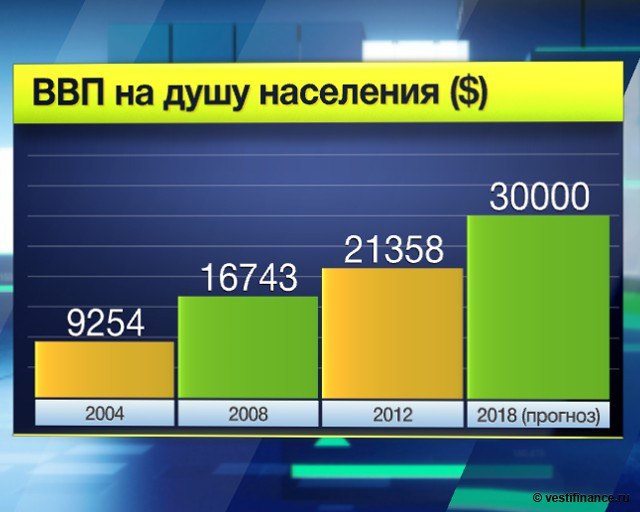 ВВП на душу населения ($)
30000
21358
16743
9254
2004
2008
2012
2018 (прогноз)
© vestifinance.ru